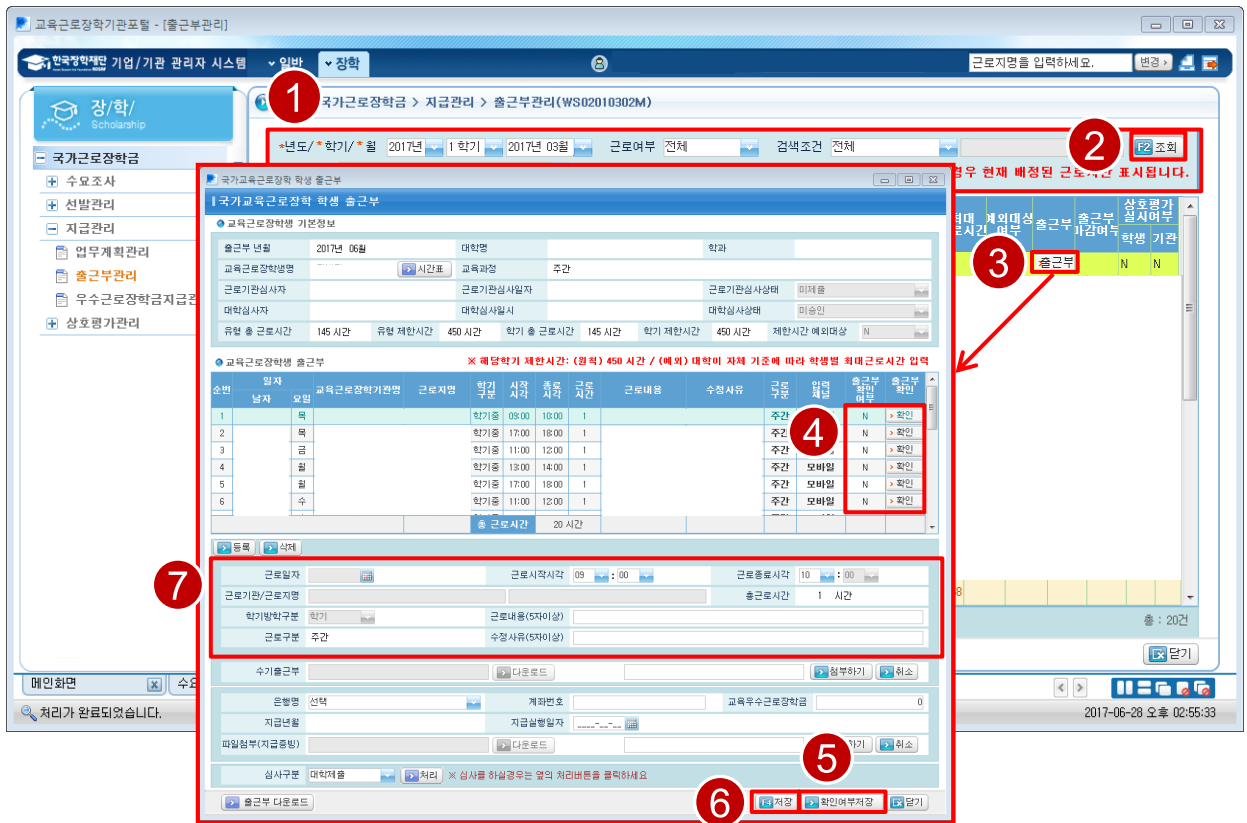 교육근로장학기관포털 - [출근부관리]
한국장학재단 기업/기관 관리자 시스템
일반
장학
근로지명을 입력하세요.
변경
1
국가근로장학금 > 지급관리 > 출근부관리(WS02010302M)
장/학/
Scholarship
국가근로장학금
수요조사
선발관리
지급관리
업무계획관리
출근부관리
우수근로장학금지급관
상호평가관리
*년도/*학기/*월 2017년 1학기 2017년 03월 근로여부 전체 검색조건 전체
2
F2 조회
경우 현재 배정된 근로시간 표시됩니다.
예외대상여부 출근부 출근부마감여부 상호평가실시여부
학생 기관
3
출근부 N N
국가교육근로장학 학생 출근부
국가교육근로장학 학생 출근부
교육근로장학생 기본정보
출근부 년월 2017년 06월 대학명 학과
교육근로장학생명 시간표 교육과정 주간
근로기관심사자 근로기관심사일자 근로기관심사상태 미제출
대학심사자 대학심사일시 대학심사상태 미승인
유형 총 근로시간 145 시간 유형 제한시간 450 시간 학기 총 근로시간 145 시간 학기 제한시간 450 시간 제한시간 예외대상 N
교육근로장학생 출근부 ※ 해당학기 제한시간: (원칙) 450 시간 / (예외) 대학이 자체 기준에 따라 학생별 최대근로시간 입력
순번 일자 교육근로장학기관명 근로지명 학기구분 시작시각 종료시각 근로시간 근로내용 수정사유 근로구분 입력채널 출근부확인여부 출근부확인
날자 요일
1 목 학기중 09:00 10:00 1 주간 N 확인
2 목 학기중 17:00 18:00 1 주간 N 확인
3 금 학기중 11:00 12:00 1 주간 N 확인
4 월 학기중 13:00 14:00 1 주간 모바일 N 확인
5 월 학기중 17:00 18:00 1 주간 모바일 N 확인
6 수 학기중 11:00 12:00 1 주간 모바일 N 확인
4
총 근로시간 20 시간
등록 삭제
7
근로일자 근로시작시각 09 : 00 근로종료시각 10 : 00
근로기관/근로지명 총근로시간 1 시간
학기방학구분 학기 근로내용(5자이상)
근로구분 주간 수정사유(5자이상)
수기출근부 다운로드 첨부하기 취소
은행명 선택 계좌번호 교육우수근로장학금 0
지급년월 지급실행일자 ____-__-__
파일첨부(지급증빙) 다운로드 하기 취소
5
심사구분 대학제출 처리 ※ 심사를 하실경우는 옆의 처리버튼을 클릭하세요
출근부 다운로드
6
저장 확인여부저장 닫기
총 : 20건
닫기
메인화면
수요
처리가 완료되었습니다.
2017-06-28 오후 02:55:33